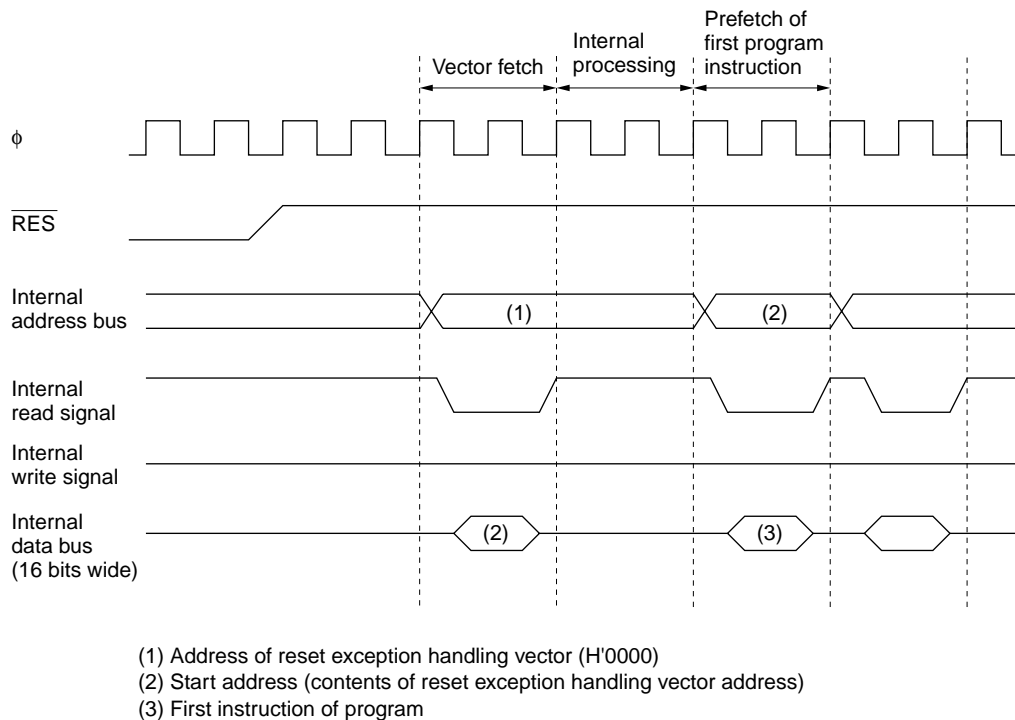 Prefetch of
first program
instruction
Internal
processing
Vector fetch
ϕ
RES
Internal
address bus
(1)
(2)
Internal
read signal
Internal
write signal
Internal
data bus
(16 bits wide)
(2)
(3)
(1) Address of reset exception handling vector (H'0000)
(2) Start address (contents of reset exception handling vector address)
(3) First instruction of program